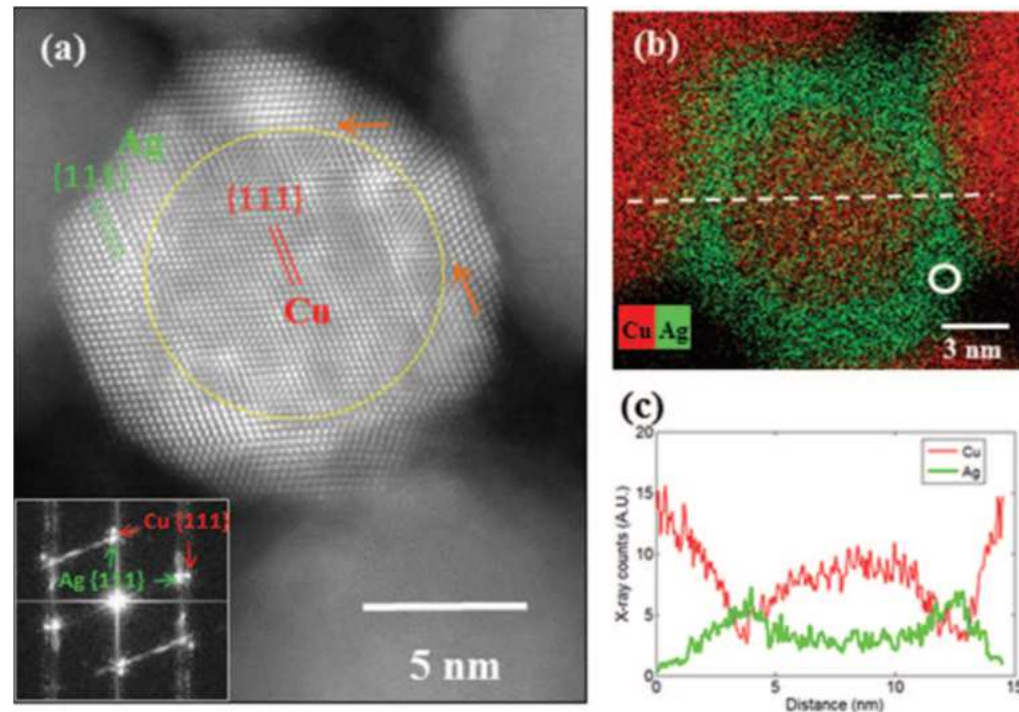 (a)
Ag
{111}
{111}
Cu
Cu {111}
Ag {111}
5 nm
(b)
Cu Ag
3 nm
(c)
X-ray counts (A.U.)
20
15
10
5
0
Cu
Ag
0 5 10 15
Distance (nm)